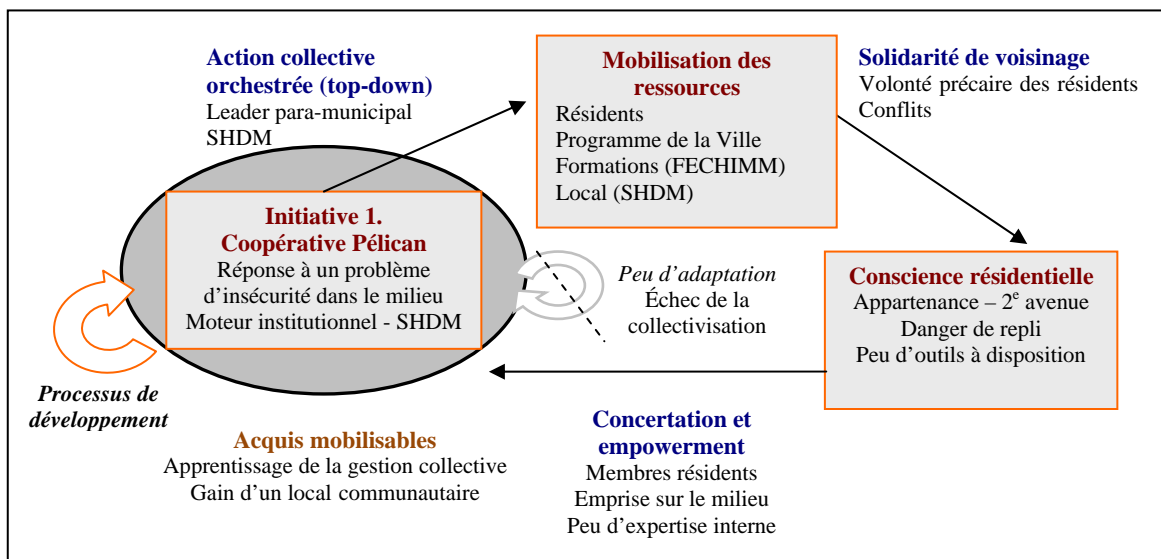 Action collective
orchestrée (top-down)
Leader para-municipal
SHDM
Mobilisation des
ressources
Résidents
Programme de la Ville
Formations (FECHIMM)
Local (SHDM)
Solidarité de voisinage
Volonté précaire des résidents
Conflits
Initiative 1.
Coopérative Pélican
Réponse à un problème
d’insécurité dans le milieu
Moteur institutionnel - SHDM
Peu d’adaptation
Échec de la
collectivisation
Conscience résidentielle
Appartenance – 2e avenue
Danger de repli
Peu d’outils à disposition
Processus de
développement
Acquis mobilisables
Apprentissage de la gestion collective
Gain d’un local communautaire
Concertation et
empowerment
Membres résidents
Emprise sur le milieu
Peu d’expertise interne